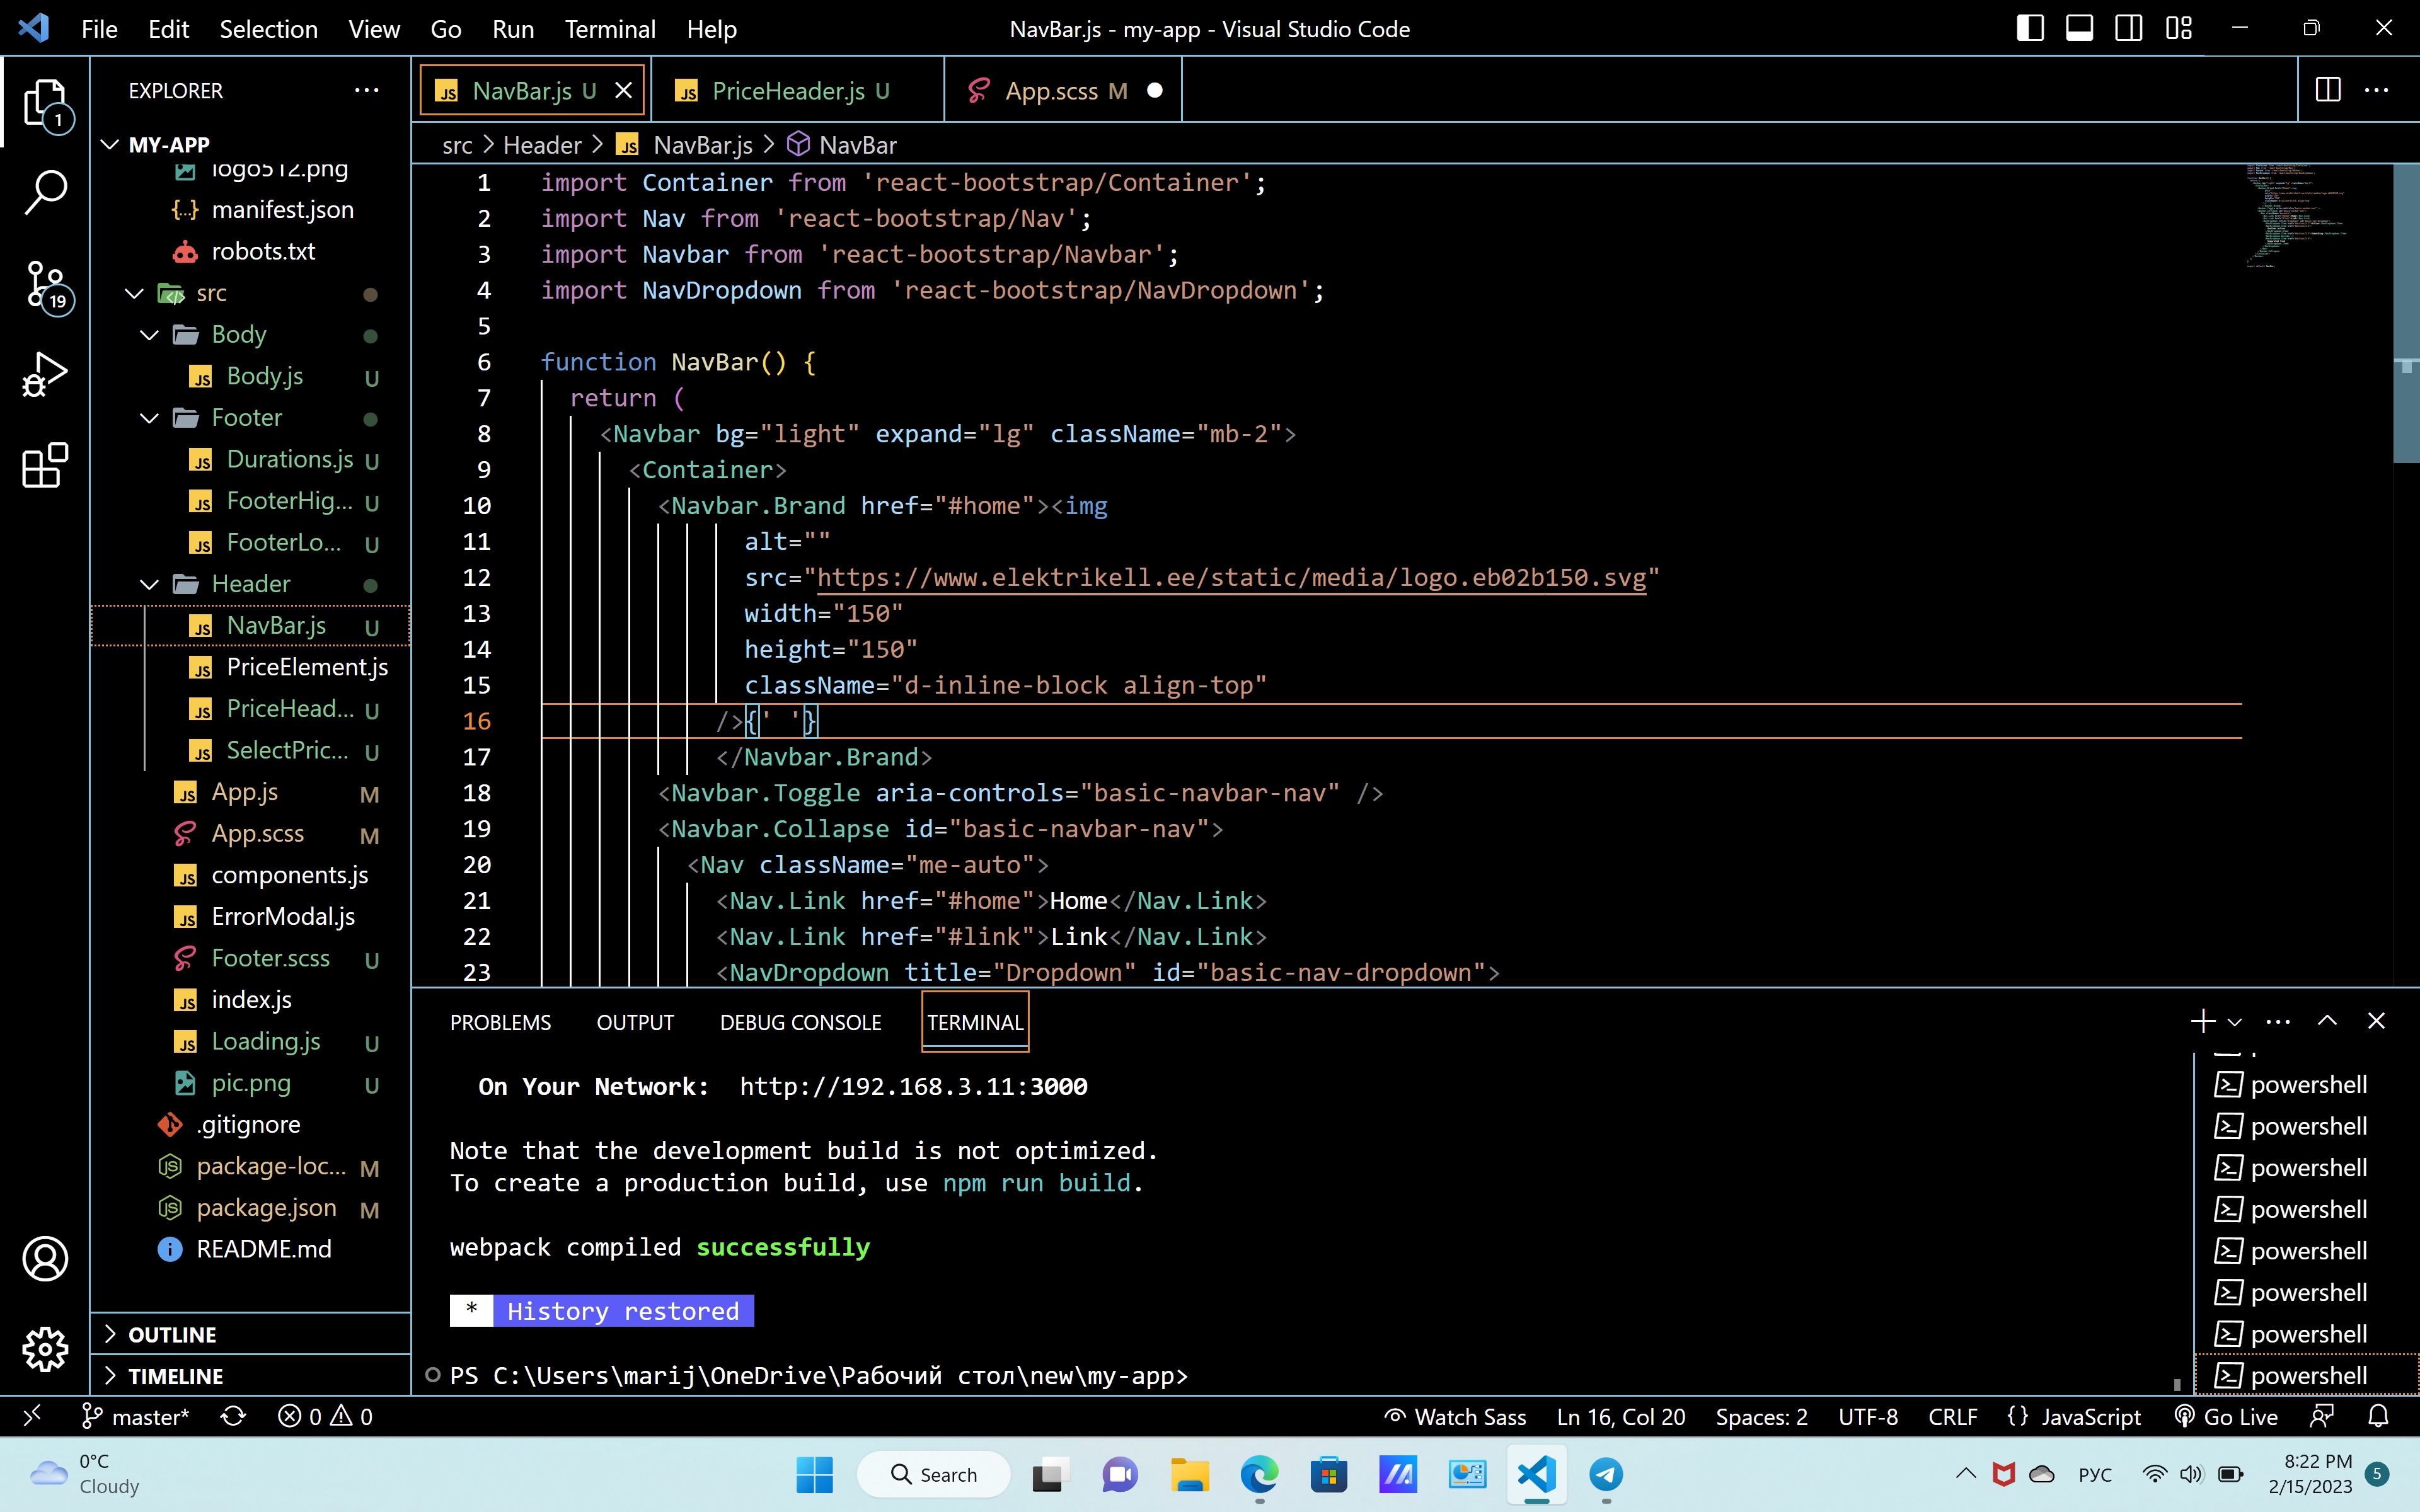 File Edit Selection View Go Run Terminal Help
NavBar.js - my-app - Visual Studio Code
EXPLORER
MY-APP
logo512.png
manifest.json
robots.txt
src
Body
Body.js U
Footer
Durations.js U
FooterHig... U
FooterLo... U
Header
NavBar.js U
PriceElement.js
PriceHead... U
SelectPric... U
App.js M
App.scss M
components.js
ErrorModal.js
Footer.scss U
index.js
Loading.js U
pic.png U
.gitignore
package-loc... M
package.json M
README.md
OUTLINE
TIMELINE
1
19
NavBar.js U
PriceHeader.js U
App.scss M
src > Header > NavBar.js > NavBar
1 import Container from 'react-bootstrap/Container';
2 import Nav from 'react-bootstrap/Nav';
3 import Navbar from 'react-bootstrap/Navbar';
4 import NavDropdown from 'react-bootstrap/NavDropdown';
5
6 function NavBar() {
7 return (
8 <Navbar bg="light" expand="lg" className="mb-2">
9 <Container>
10 <Navbar.Brand href="#home"><img
11 alt=""
12 src="https://www.elektrikell.ee/static/media/logo.eb02b150.svg"
13 width="150"
14 height="150"
15 className="d-inline-block align-top"
16 />{' '}
17 </Navbar.Brand>
18 <Navbar.Toggle aria-controls="basic-navbar-nav" />
19 <Navbar.Collapse id="basic-navbar-nav">
20 <Nav className="me-auto">
21 <Nav.Link href="#home">Home</Nav.Link>
22 <Nav.Link href="#link">Link</Nav.Link>
23 <NavDropdown title="Dropdown" id="basic-nav-dropdown">
PROBLEMS OUTPUT DEBUG CONSOLE TERMINAL
On Your Network: http://192.168.3.11:3000
Note that the development build is not optimized.
To create a production build, use npm run build.
webpack compiled successfully
* History restored
PS C:\Users\marij\OneDrive\Рабочий стол\new\my-app>
powershell
powershell
powershell
powershell
powershell
powershell
powershell
powershell
master* 0 0
Watch Sass Ln 16, Col 20 Spaces: 2 UTF-8 CRLF {} JavaScript Go Live
0°C
Cloudy
Search
РУС
8:22 PM
2/15/2023
5